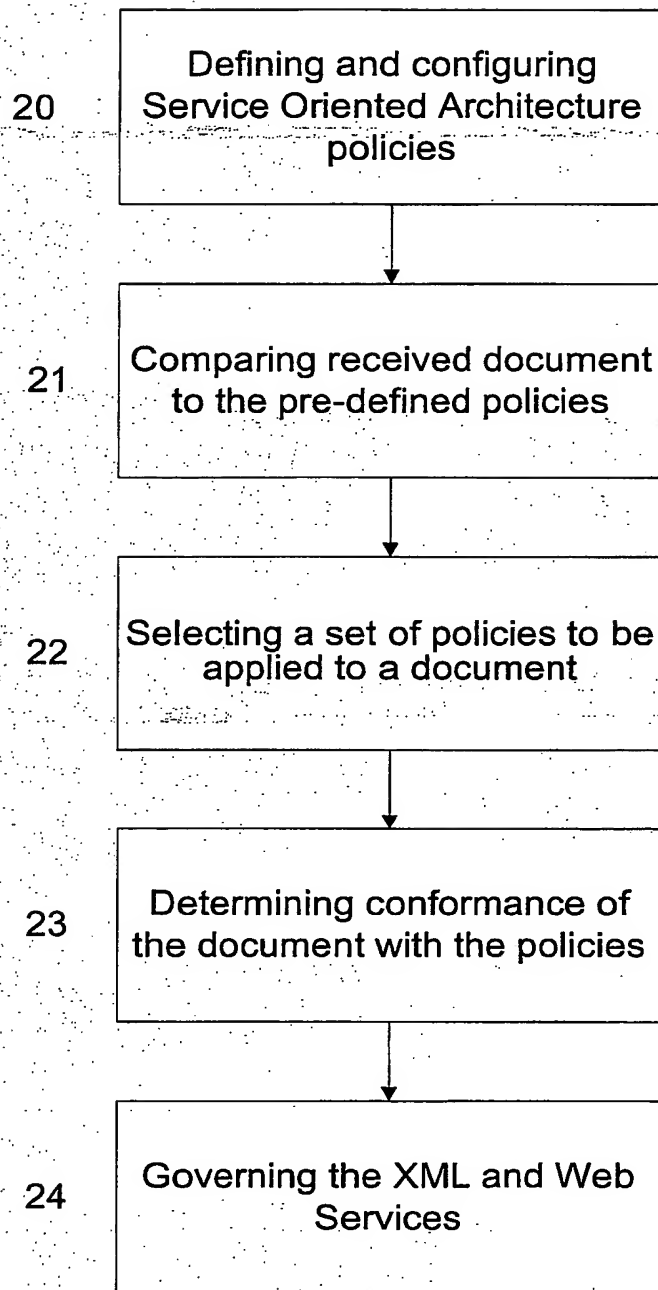 20
Defining and configuring
Service Oriented Architecture
policies
21
Comparing received document
to the pre-defined policies
22
Selecting a set of policies to be
applied to a document
23
Determining conformance of
the document with the policies
24
Governing the XML and Web
Services